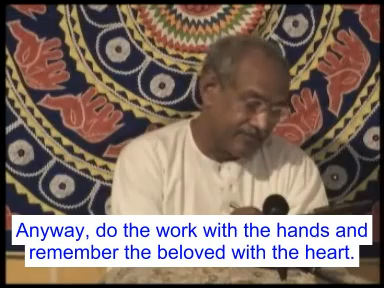 Anyway, do the work with the hands and
remember the beloved with the heart.